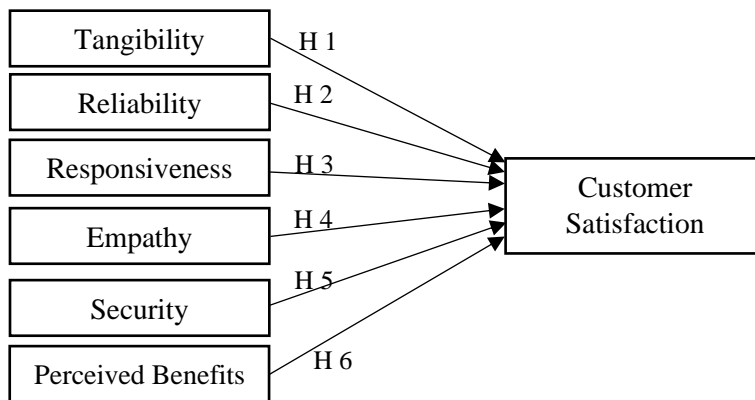 Tangibility
H 1
Reliability
H 2
Responsiveness
H 3
Empathy
H 4
Security
H 5
Perceived Benefits
H 6
Customer
Satisfaction